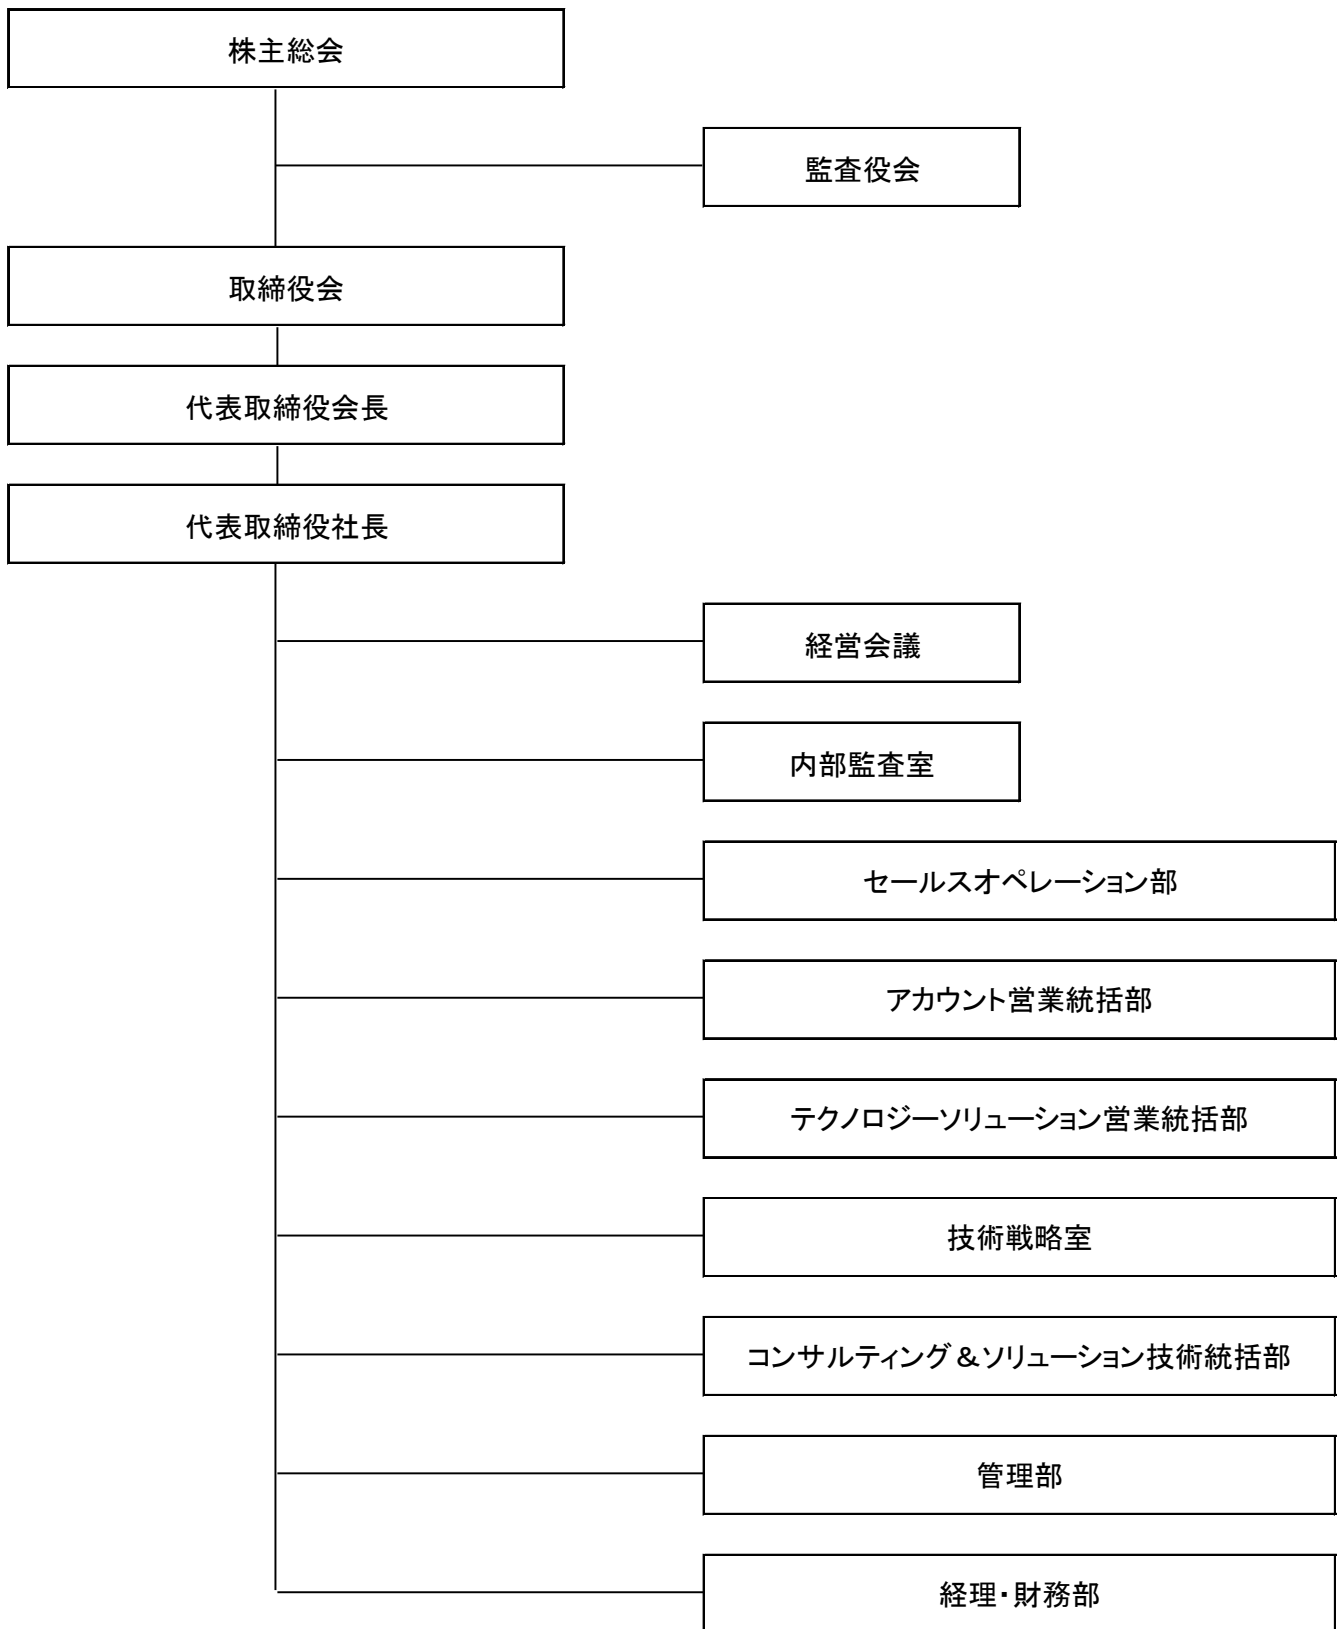 株主総会
監査役会
取締役会
代表取締役会長
代表取締役社長
経営会議
内部監査室
セールスオペレーション部
アカウント営業統括部
テクノロジーソリューション営業統括部
技術戦略室
コンサルティング＆ソリューション技術統括部
管理部
経理・財務部